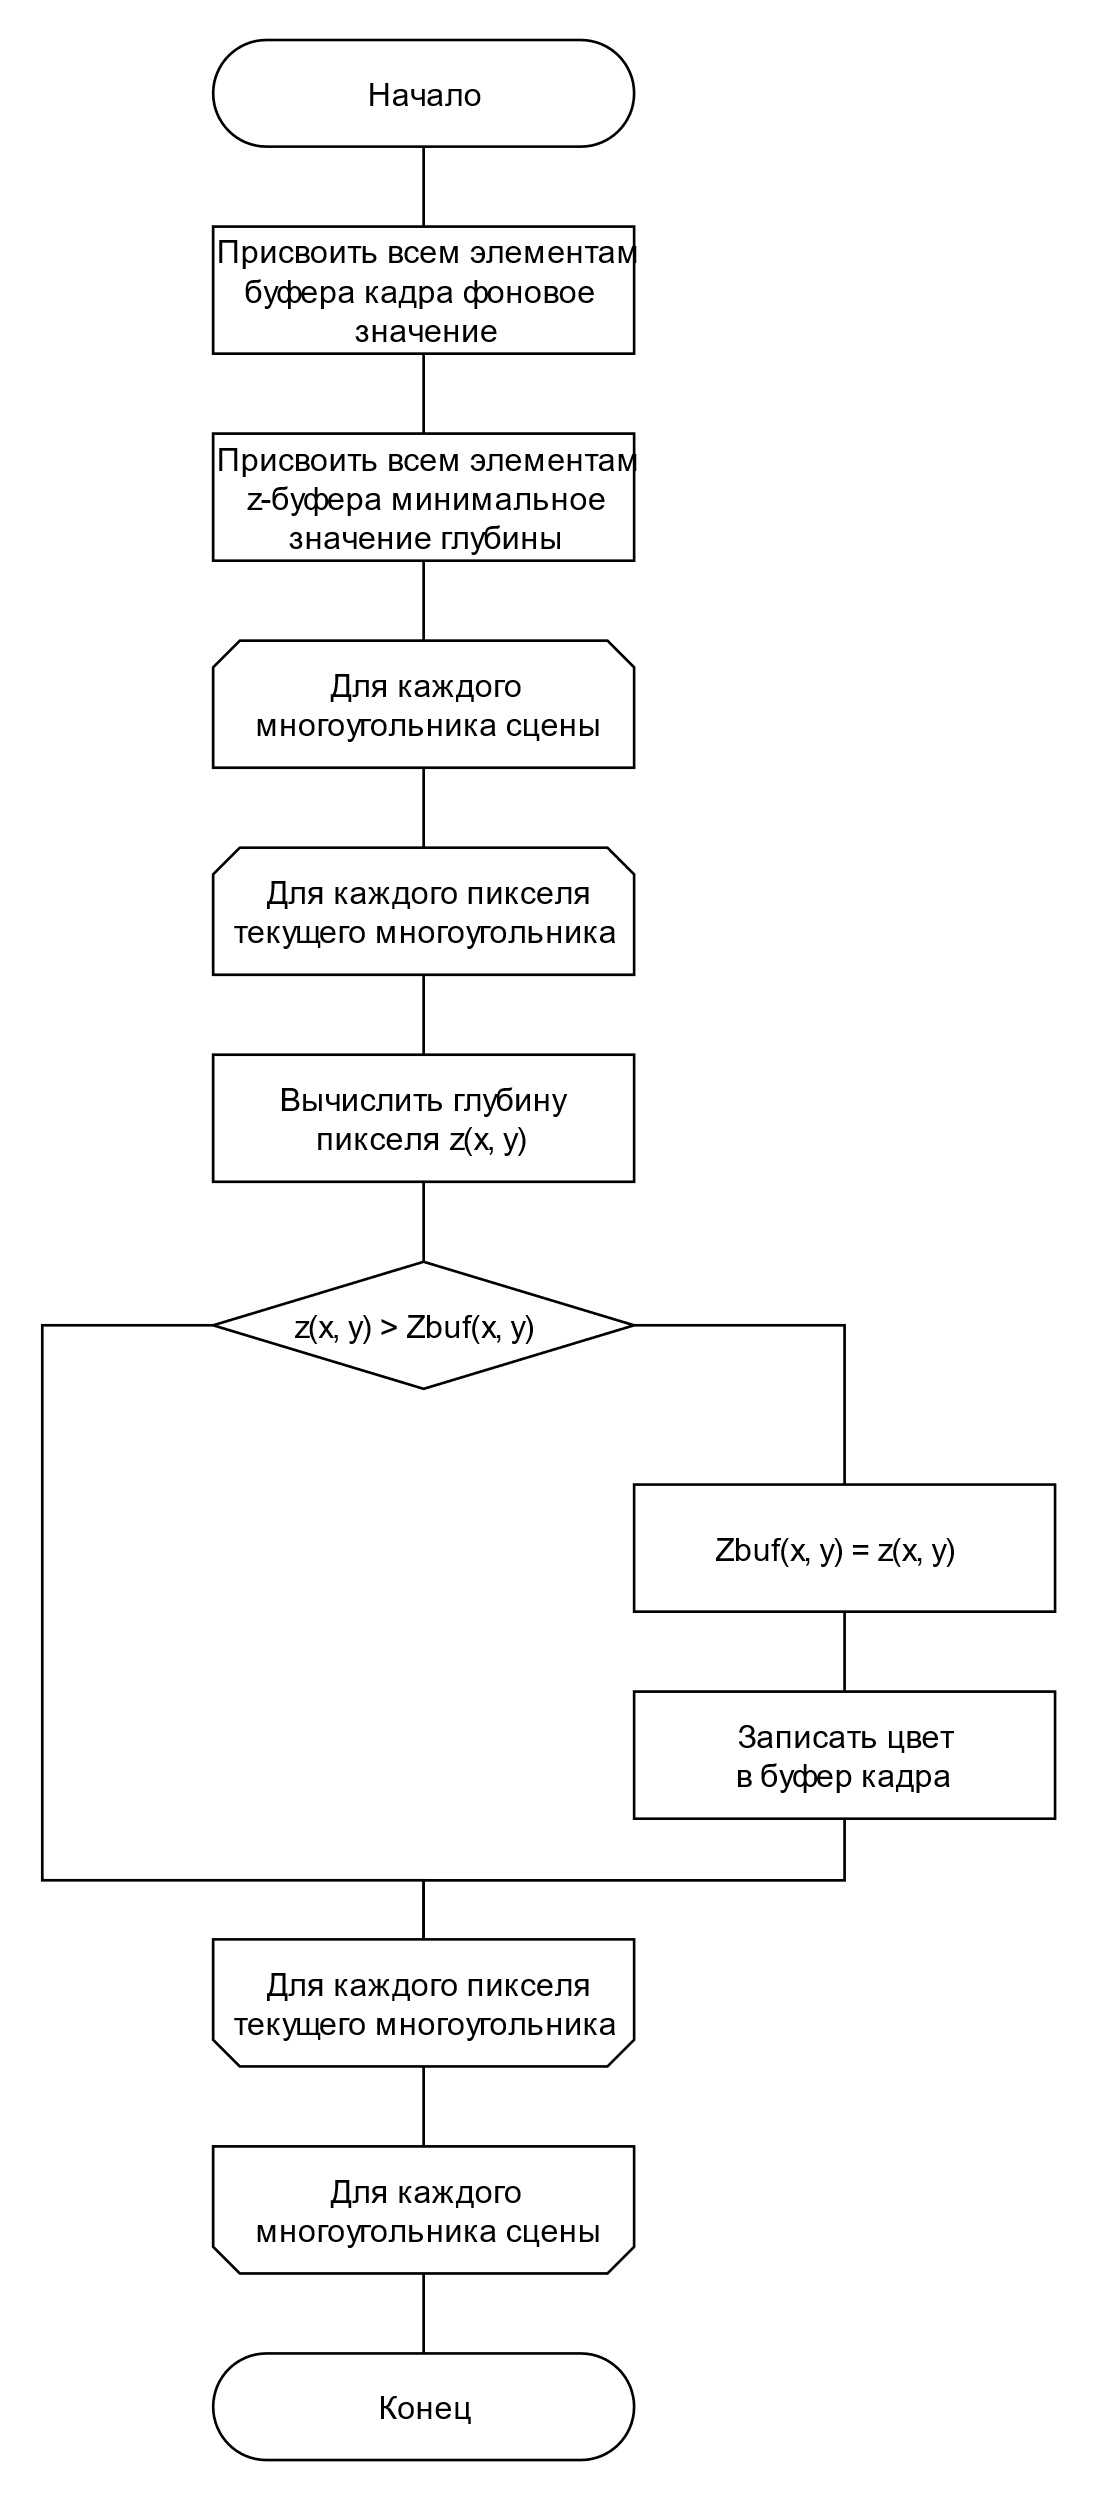 Начало
Присвоить всем элементам
буфера кадра фоновое
значение
Присвоить всем элементам
z-буфера минимальное
значение глубины
Для каждого
многоугольника сцены
Для каждого пикселя
текущего многоугольника
Вычислить глубину
пикселя z(x, y)
z(x, y) > Zbuf(x, y)
Zbuf(x, y) = z(x, y)
Записать цвет
в буфер кадра
Для каждого пикселя
текущего многоугольника
Для каждого
многоугольника сцены
Конец